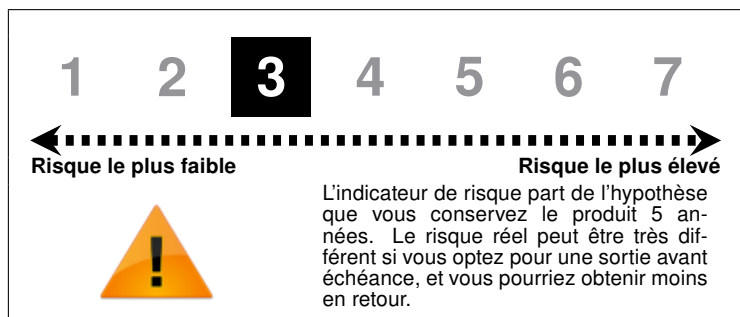 1 2 3 4 5 6 7
Risque le plus faible Risque le plus élevé
L'indicateur de risque part de l'hypothèse
que vous conservez le produit 5 an-
nées. Le risque réel peut être très dif-
férent si vous optez pour une sortie avant
échéance, et vous pourriez obtenir moins
en retour.